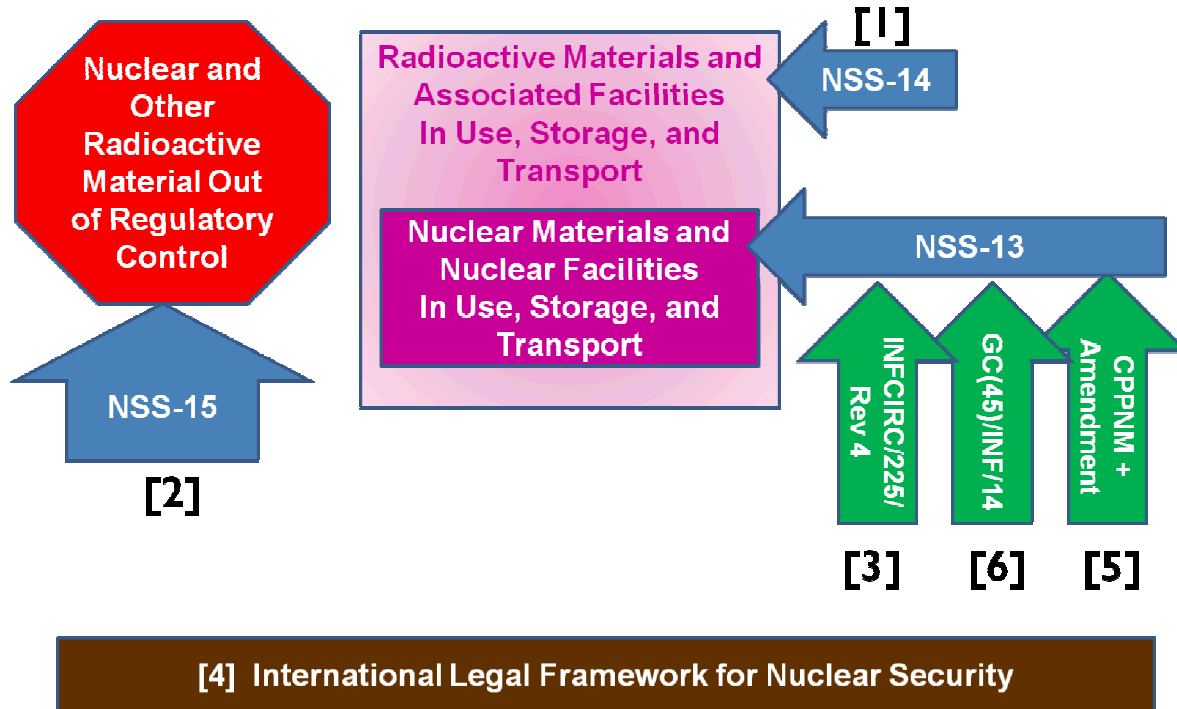 Nuclear and
Other
Radioactive
Material Out
of Regulatory
Control
NSS-15
[2]
Radioactive Materials and
Associated Facilities
In Use, Storage, and
Transport
Nuclear Materials and
Nuclear Facilities
In Use, Storage, and
Transport
[1]
NSS-14
NSS-13
INFCIRC/225/
Rev 4
GC(45)/INF/14
CPPNM +
Amendment
[3]
[6]
[5]
[4] International Legal Framework for Nuclear Security